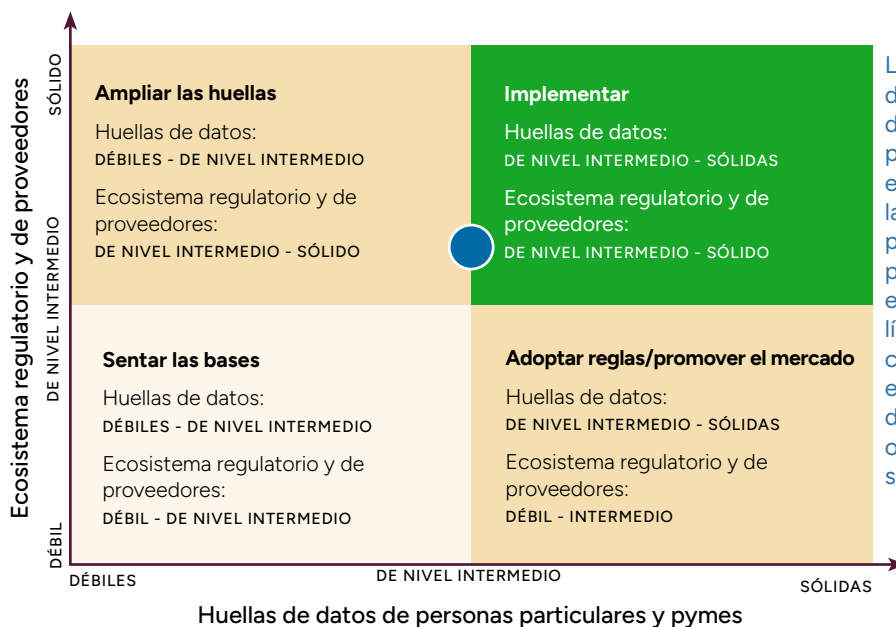 Ecosistema regulatorio y de proveedores
SÓLIDO
DE NIVEL INTERMEDIO
DÉBIL
Ampliar las huellas
Huellas de datos:
DÉBILES - DE NIVEL INTERMEDIO
Ecosistema regulatorio y de
proveedores:
DE NIVEL INTERMEDIO - SÓLIDO
Implementar
Huellas de datos:
DE NIVEL INTERMEDIO - SÓLIDAS
Ecosistema regulatorio y de
proveedores:
DE NIVEL INTERMEDIO - SÓLIDO
Sentar las bases
Huellas de datos:
DÉBILES - DE NIVEL INTERMEDIO
Ecosistema regulatorio y de
proveedores:
DÉBIL - DE NIVEL INTERMEDIO
Adoptar reglas/promover el mercado
Huellas de datos:
DE NIVEL INTERMEDIO - SÓLIDAS
Ecosistema regulatorio y de
proveedores:
DÉBIL - INTERMEDIO
DÉBILES
DE NIVEL INTERMEDIO
SÓLIDAS
Huellas de datos de personas particulares y pymes